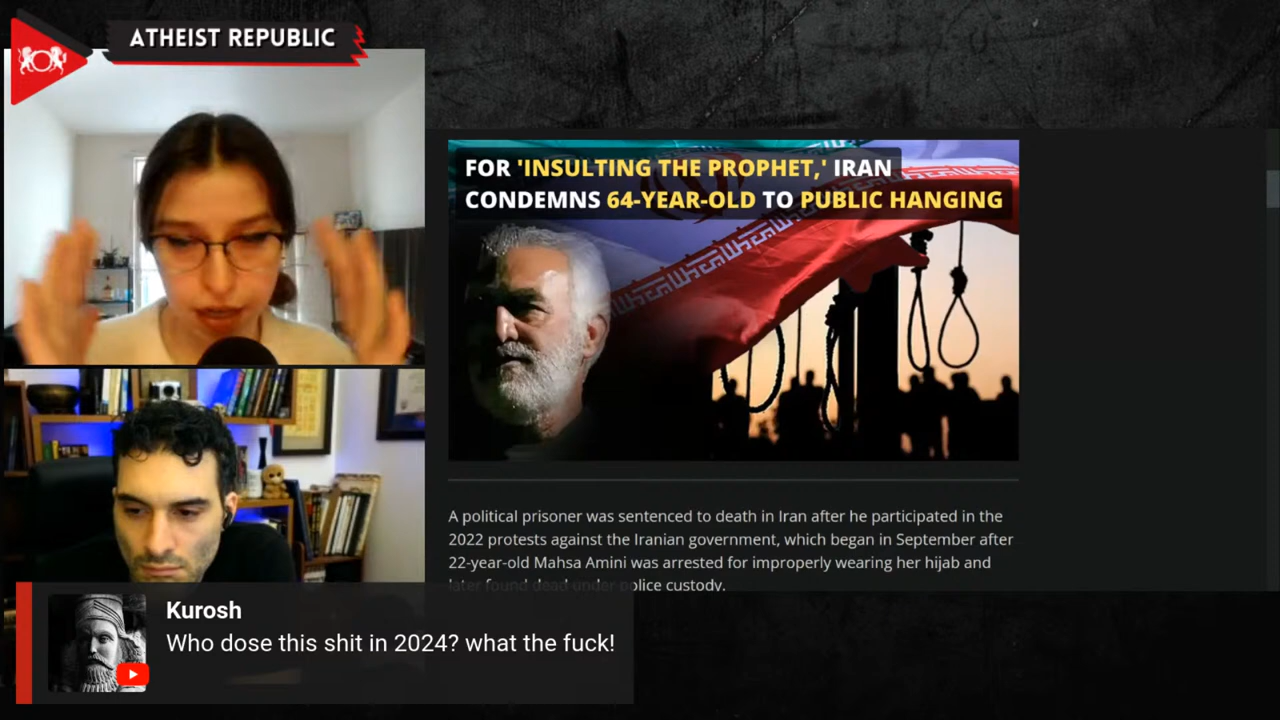 ATHEIST REPUBLIC
FOR 'INSULTING THE PROPHET,' IRAN
CONDEMNS 64-YEAR-OLD TO PUBLIC HANGING
A political prisoner was sentenced to death in Iran after he participated in the
2022 protests against the Iranian government, which began in September after
22-year-old Mahsa Amini was arrested for improperly wearing her hijab and
later found dead under police custody.
Kurosh
Who dose this shit in 2024? what the fuck!